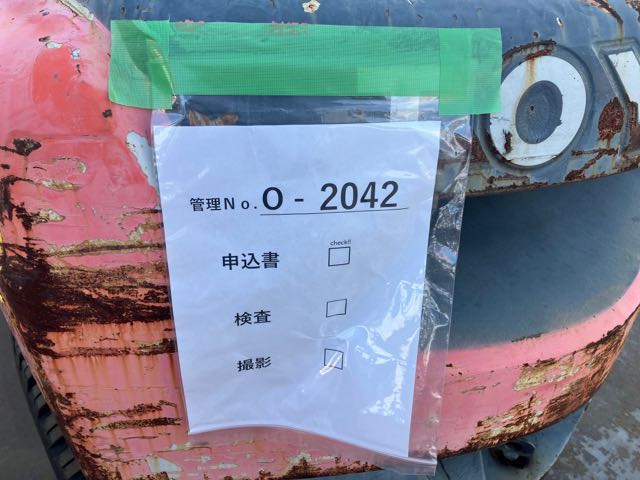 管理No. O - 2042
check!!
申込書 □
検査 □
撮影 □